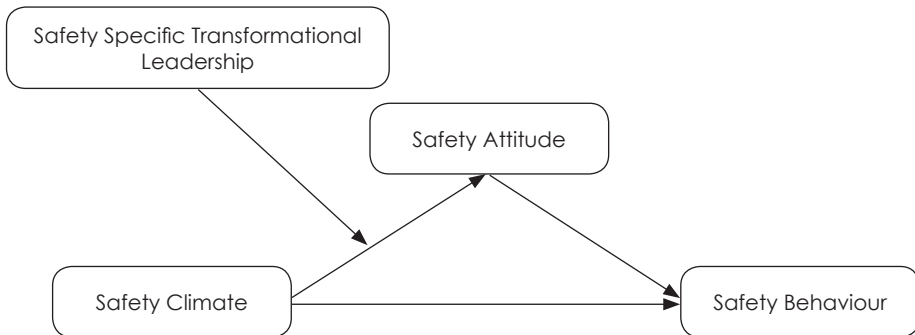 Safety Specific Transformational
Leadership
Safety Attitude
Safety Climate
Safety Behaviour